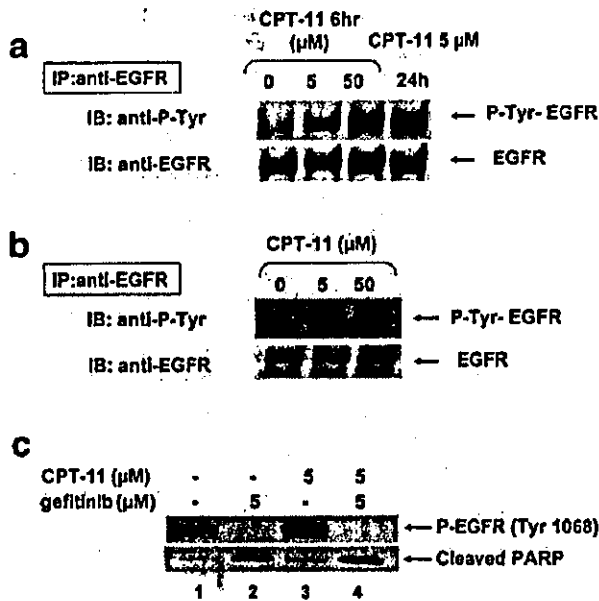 a
CPT-11 6hr
(µM)
CPT-11 5 µM
IP:anti-EGFR
0 5 50 24h
IB: anti-P-Tyr
P-Tyr- EGFR
IB: anti-EGFR
EGFR
b
CPT-11 (µM)
IP:anti-EGFR
0 5 50
IB: anti-P-Tyr
P-Tyr- EGFR
IB: anti-EGFR
EGFR
c
CPT-11 (µM) - - 5 5
gefitinib (µM) - 5 - 5
P-EGFR (Tyr 1068)
Cleaved PARP
1 2 3 4